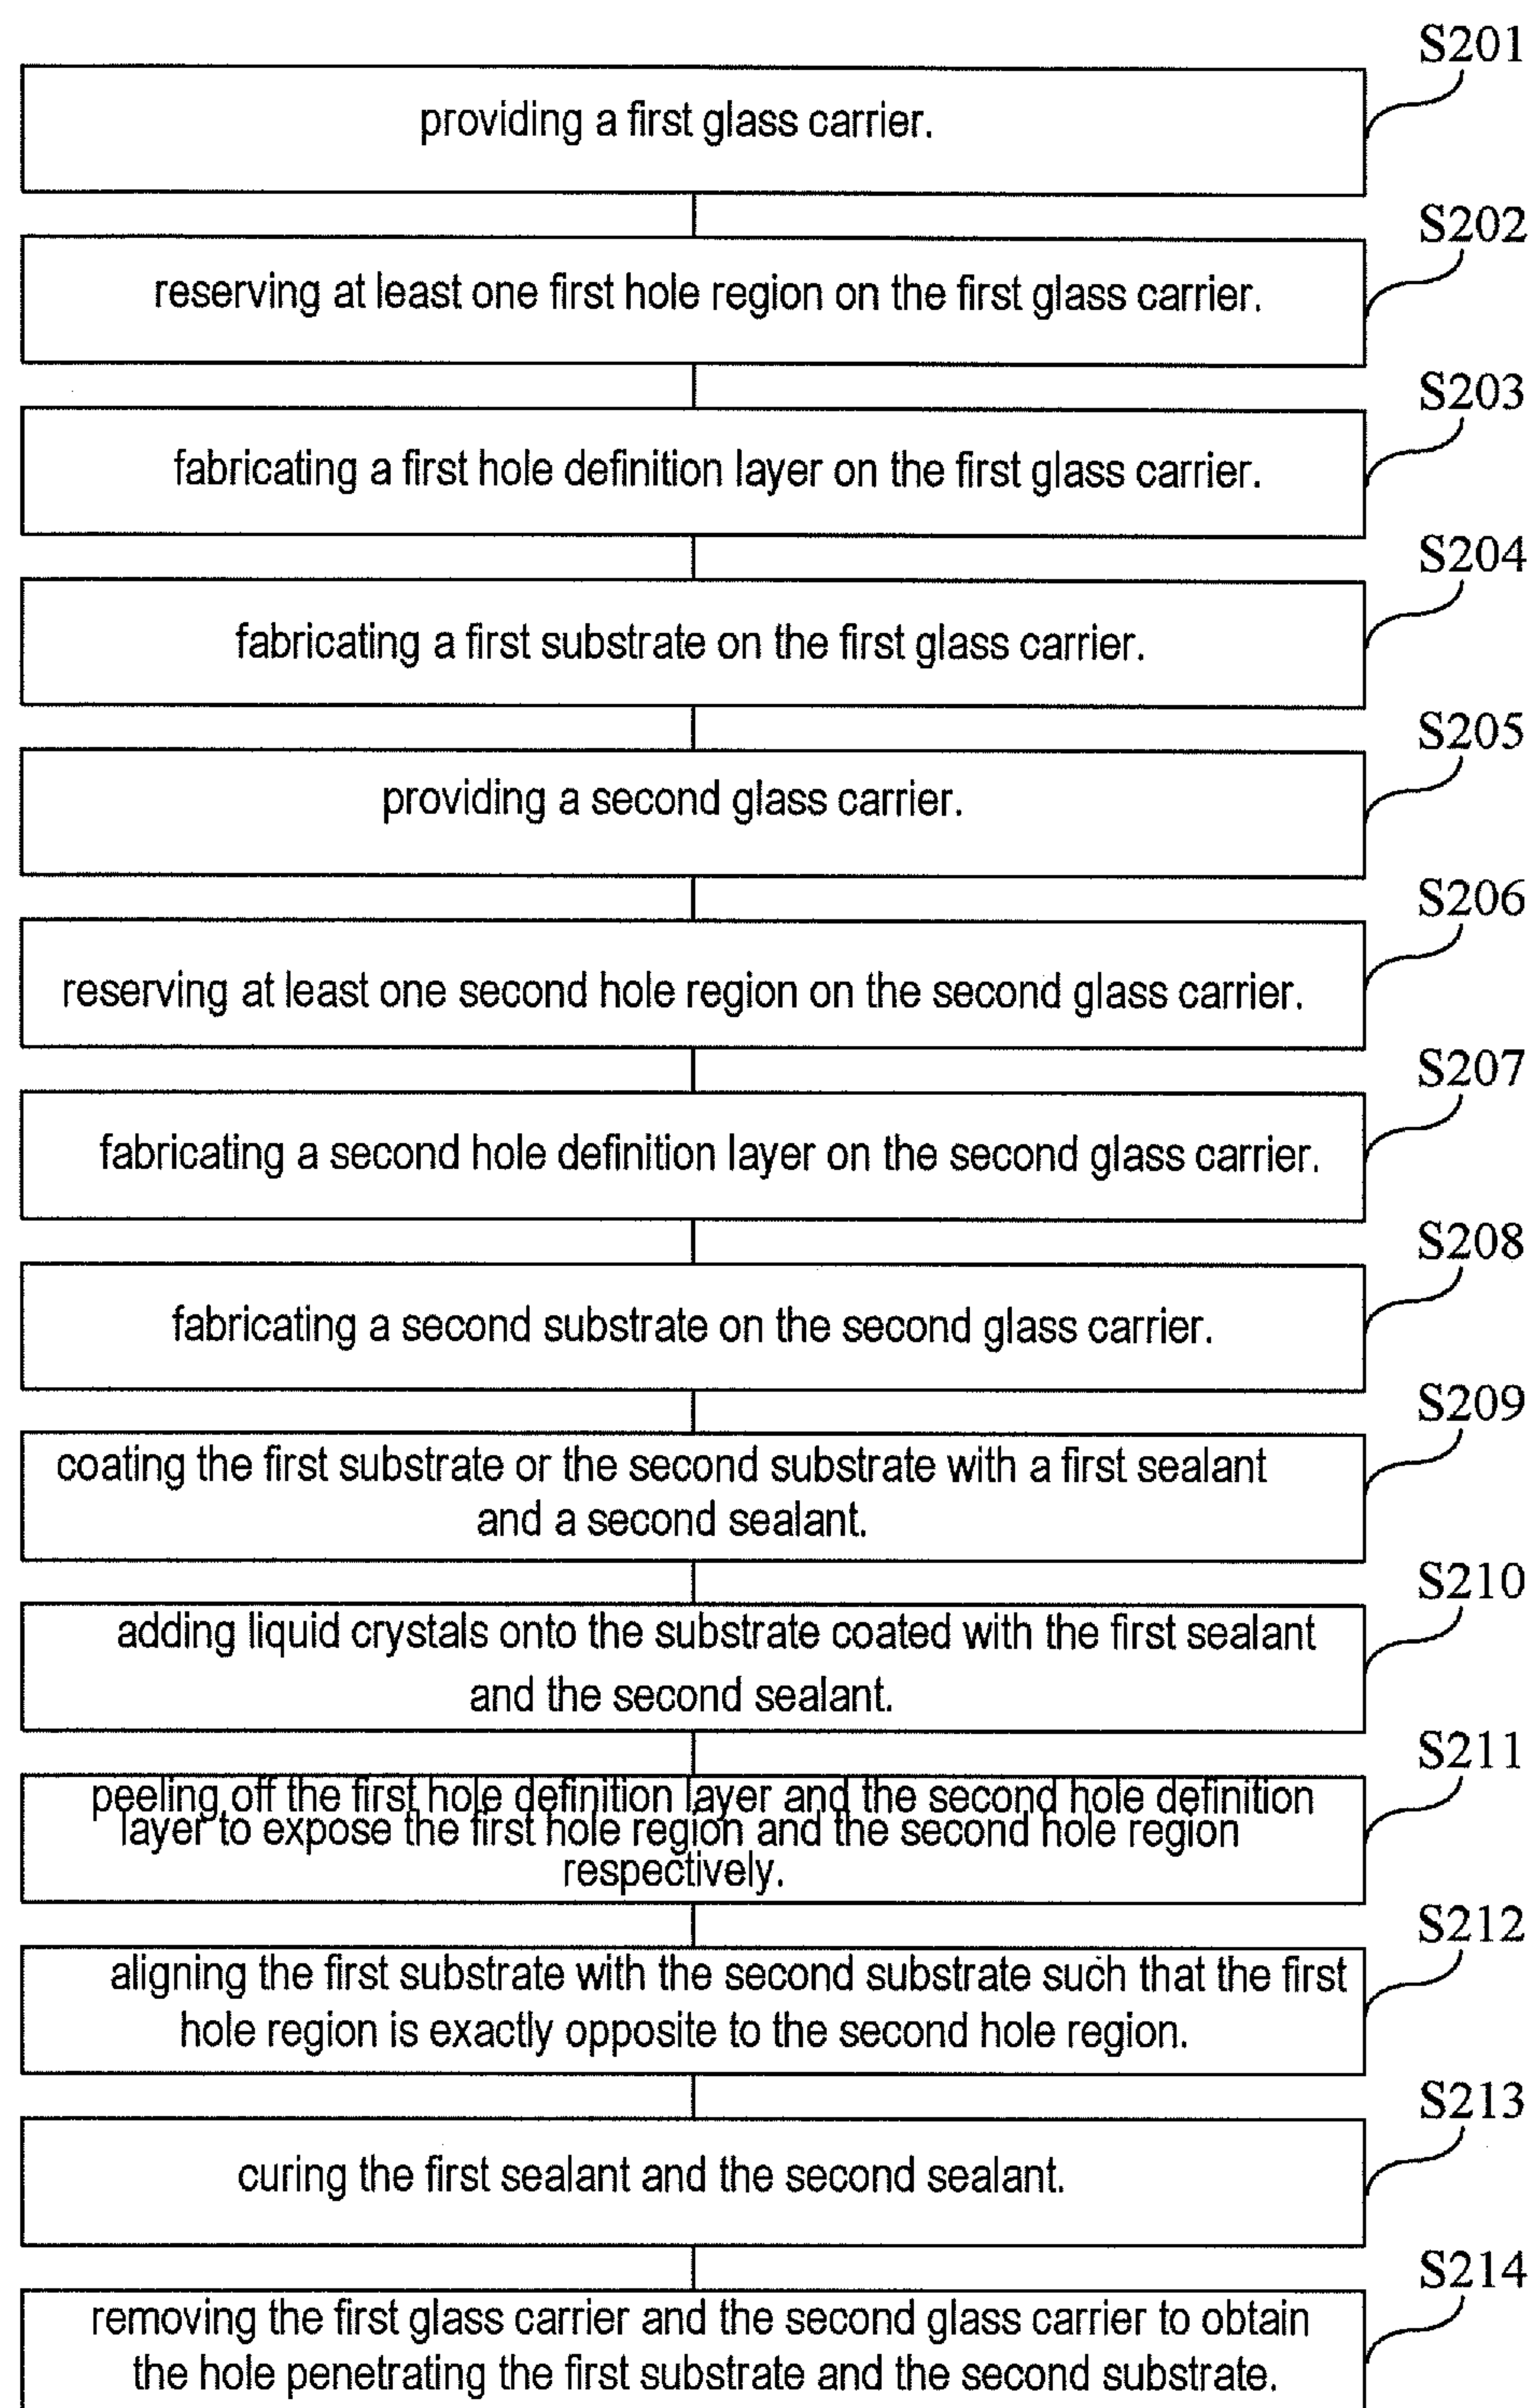 S201
providing a first glass carrier.
S202
reserving at least one first hole region on the first glass carrier.
S203
fabricating a first hole definition layer on the first glass carrier.
S204
fabricating a first substrate on the first glass carrier.
S205
providing a second glass carrier.
S206
reserving at least one second hole region on the second glass carrier.
S207
fabricating a second hole definition layer on the second glass carrier.
S208
fabricating a second substrate on the second glass carrier.
S209
coating the first substrate or the second substrate with a first sealant
and a second sealant.
S210
adding liquid crystals onto the substrate coated with the first sealant
and the second sealant.
S211
peeling off the first hole definition layer and the second hole definition
layer to expose the first hole region and the second hole region
respectively.
S212
aligning the first substrate with the second substrate such that the first
hole region is exactly opposite to the second hole region.
S213
curing the first sealant and the second sealant.
S214
removing the first glass carrier and the second glass carrier to obtain
the hole penetrating the first substrate and the second substrate.